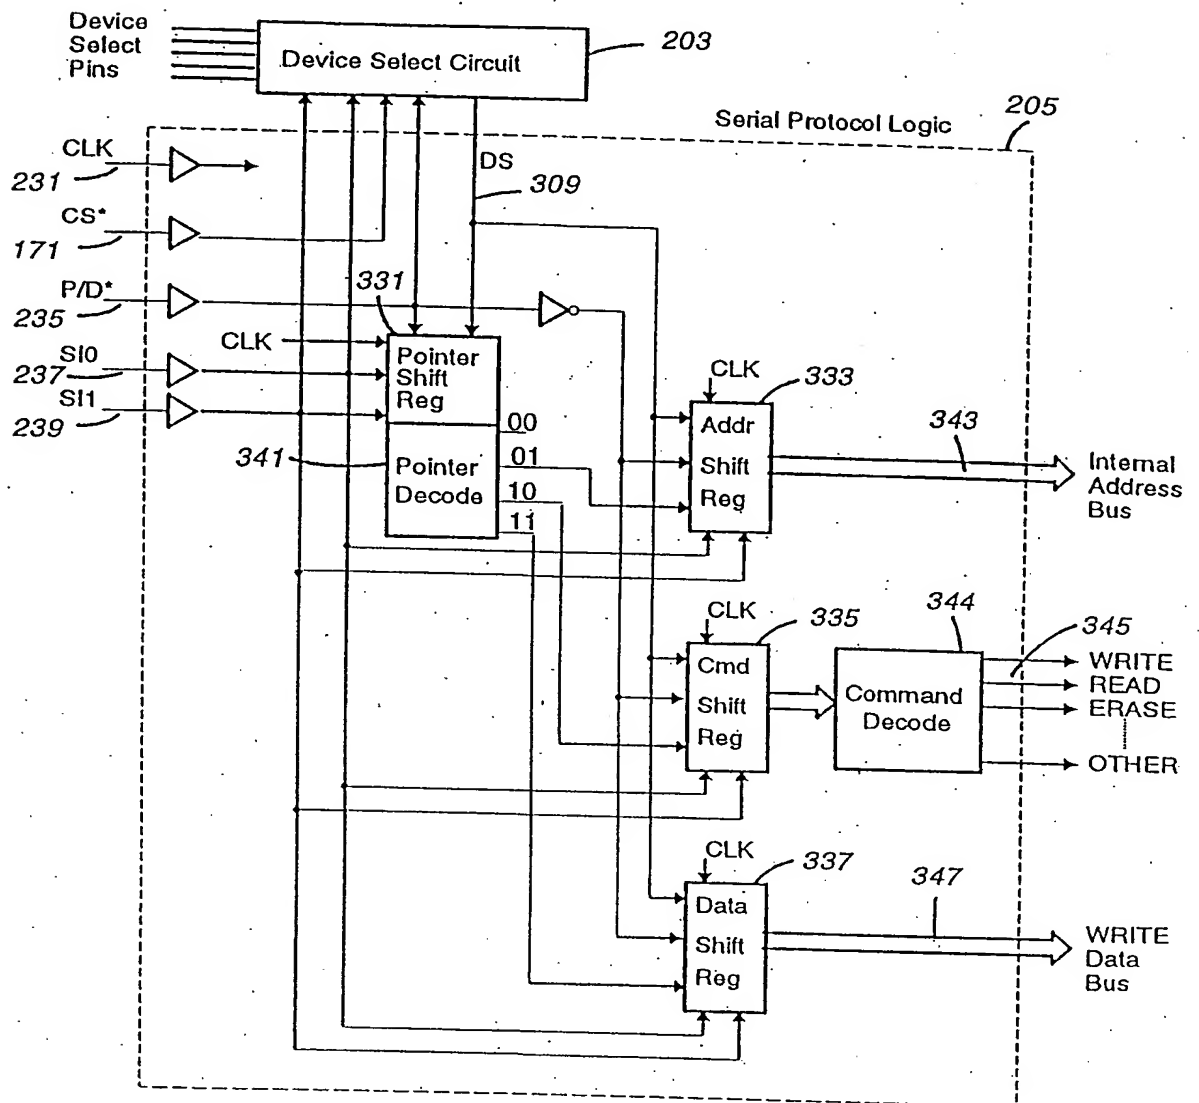 Device
Select
Pins
Device Select Circuit
203
Serial Protocol Logic
205
CLK
231
DS
309
CS*
171
P/D*
235
331
CLK
SI0
237
SI1
239
Pointer
Shift
Reg
00
341
Pointer
Decode
01
10
11
CLK
333
Addr
Shift
Reg
343
Internal
Address
Bus
CLK
335
Cmd
Shift
Reg
344
Command
Decode
345
WRITE
READ
ERASE
OTHER
CLK
337
Data
Shift
Reg
347
WRITE
Data
Bus